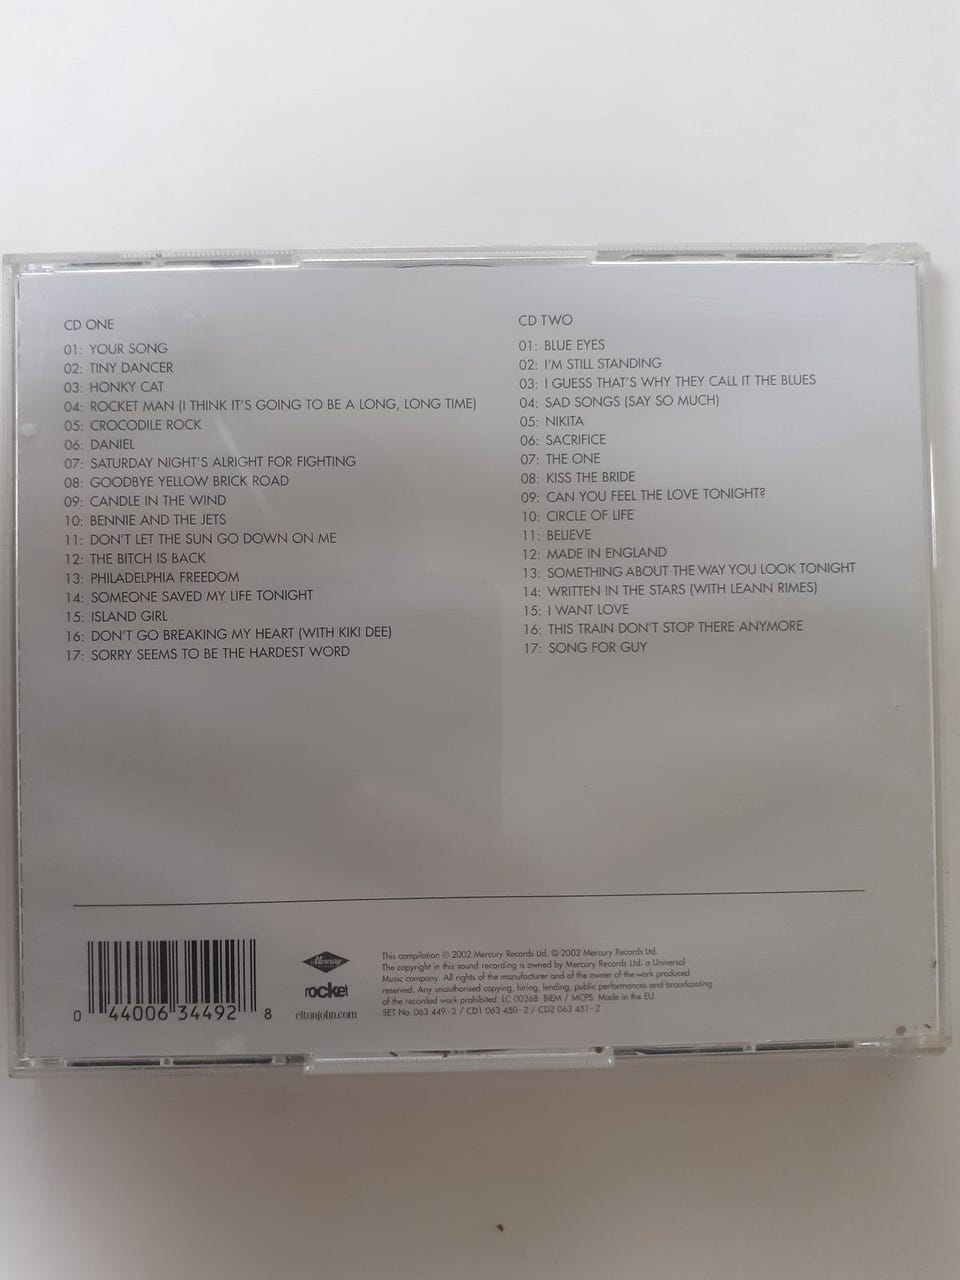 CD ONE
01: YOUR SONG
02: TINY DANCER
03: HONKY CAT
04: ROCKET MAN (I THINK IT'S GOING TO BE A LONG, LONG TIME)
05: CROCODILE ROCK
06: DANIEL
07: SATURDAY NIGHT'S ALRIGHT FOR FIGHTING
08: GOODBYE YELLOW BRICK ROAD
09: CANDLE IN THE WIND
10: BENNIE AND THE JETS
11: DON'T LET THE SUN GO DOWN ON ME
12: THE BITCH IS BACK
13: PHILADELPHIA FREEDOM
14: SOMEONE SAVED MY LIFE TONIGHT
15: ISLAND GIRL
16: DON'T GO BREAKING MY HEART (WITH KIKI DEE)
17: SORRY SEEMS TO BE THE HARDEST WORD
CD TWO
01: BLUE EYES
02: I'M STILL STANDING
03: I GUESS THAT'S WHY THEY CALL IT THE BLUES
04: SAD SONGS (SAY SO MUCH)
05: NIKITA
06: SACRIFICE
07: THE ONE
08: KISS THE BRIDE
09: CAN YOU FEEL THE LOVE TONIGHT?
10: CIRCLE OF LIFE
11: BELIEVE
12: MADE IN ENGLAND
13: SOMETHING ABOUT THE WAY YOU LOOK TONIGHT
14: WRITTEN IN THE STARS (WITH LEANN RIMES)
15: I WANT LOVE
16: THIS TRAIN DON'T STOP THERE ANYMORE
17: SONG FOR GUY
0 44006 34492 8
Mercury
rocket
eltonjohn.com
This compilation ℗ 2002 Mercury Records Ltd. © 2002 Mercury Records Ltd.
The copyright in this sound recording is owned by Mercury Records Ltd. a Universal
Music company. All rights of the manufacturer and of the owner of the work produced
reserved. Any unauthorised copying, hiring, lending, public performances and broadcasting
of the recorded work prohibited. LC 00268. BIEM / MCPS. Made in the EU.
SET No. 063 449-2 / CD1 063 450-2 / CD2 063 451-2